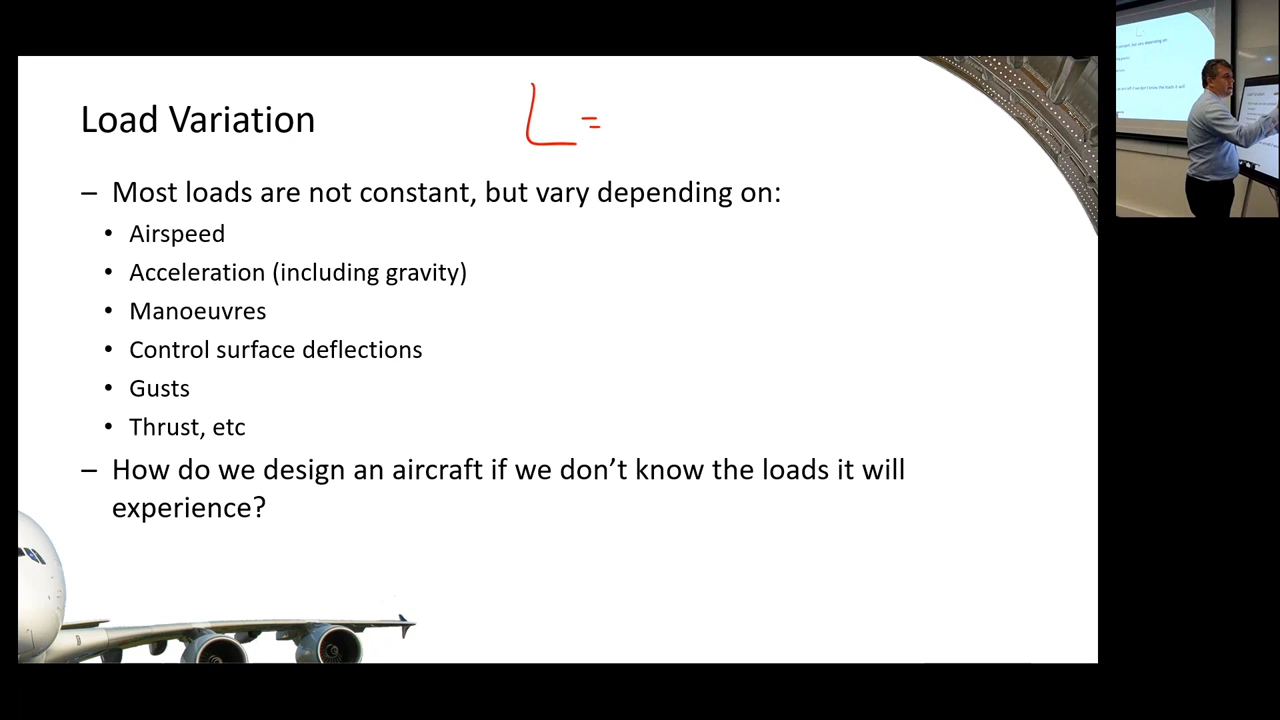 Load Variation
L =
– Most loads are not constant, but vary depending on:
• Airspeed
• Acceleration (including gravity)
• Manoeuvres
• Control surface deflections
• Gusts
• Thrust, etc
– How do we design an aircraft if we don’t know the loads it will
experience?